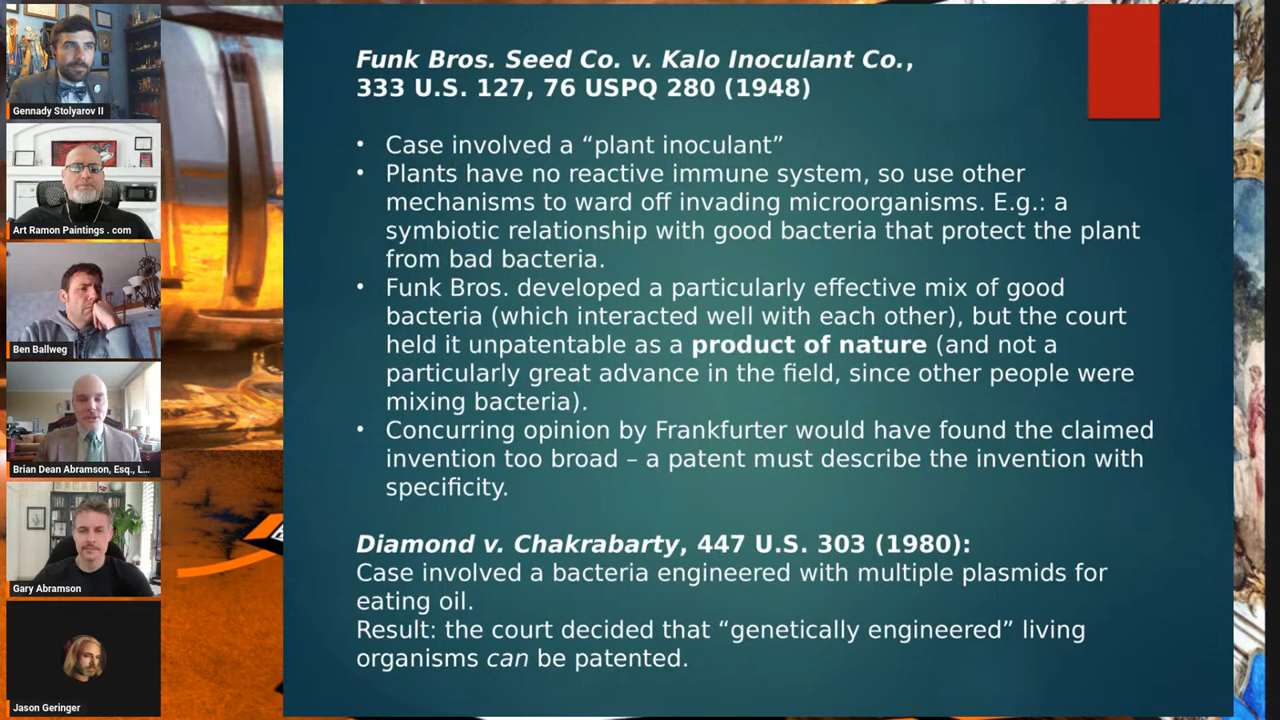 Gennady Stolyarov II
Art Ramon Paintings . com
Ben Ballweg
Brian Dean Abramson, Esq., L...
Gary Abramson
Jason Geringer
Funk Bros. Seed Co. v. Kalo Inoculant Co.,
333 U.S. 127, 76 USPQ 280 (1948)
• Case involved a “plant inoculant”
• Plants have no reactive immune system, so use other
mechanisms to ward off invading microorganisms. E.g.: a
symbiotic relationship with good bacteria that protect the plant
from bad bacteria.
• Funk Bros. developed a particularly effective mix of good
bacteria (which interacted well with each other), but the court
held it unpatentable as a product of nature (and not a
particularly great advance in the field, since other people were
mixing bacteria).
• Concurring opinion by Frankfurter would have found the claimed
invention too broad – a patent must describe the invention with
specificity.
Diamond v. Chakrabarty, 447 U.S. 303 (1980):
Case involved a bacteria engineered with multiple plasmids for
eating oil.
Result: the court decided that “genetically engineered” living
organisms can be patented.